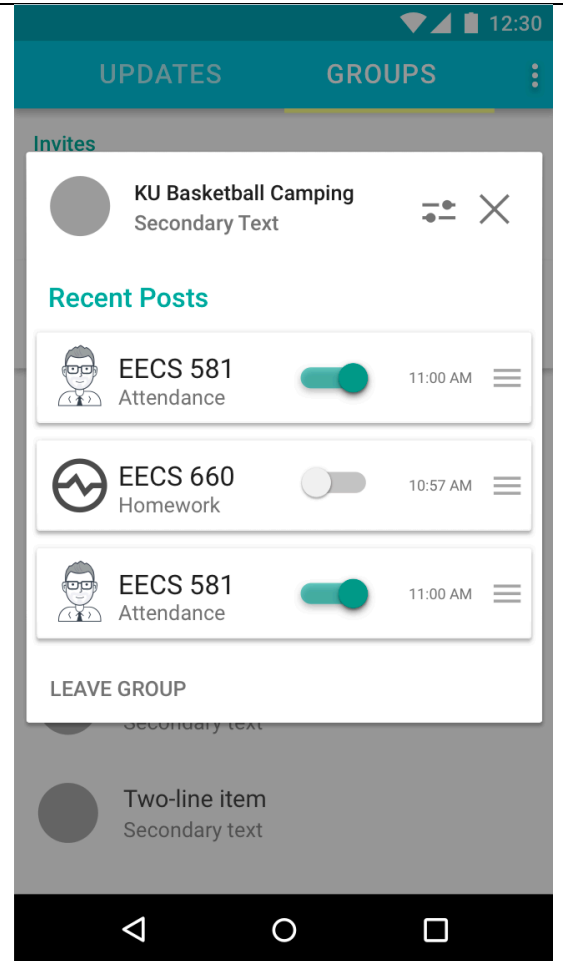 12:30
UPDATES GROUPS
Invites
KU Basketball Camping
Secondary Text
Recent Posts
EECS 581
Attendance
11:00 AM
EECS 660
Homework
10:57 AM
EECS 581
Attendance
11:00 AM
LEAVE GROUP
Secondary text
Two-line item
Secondary text